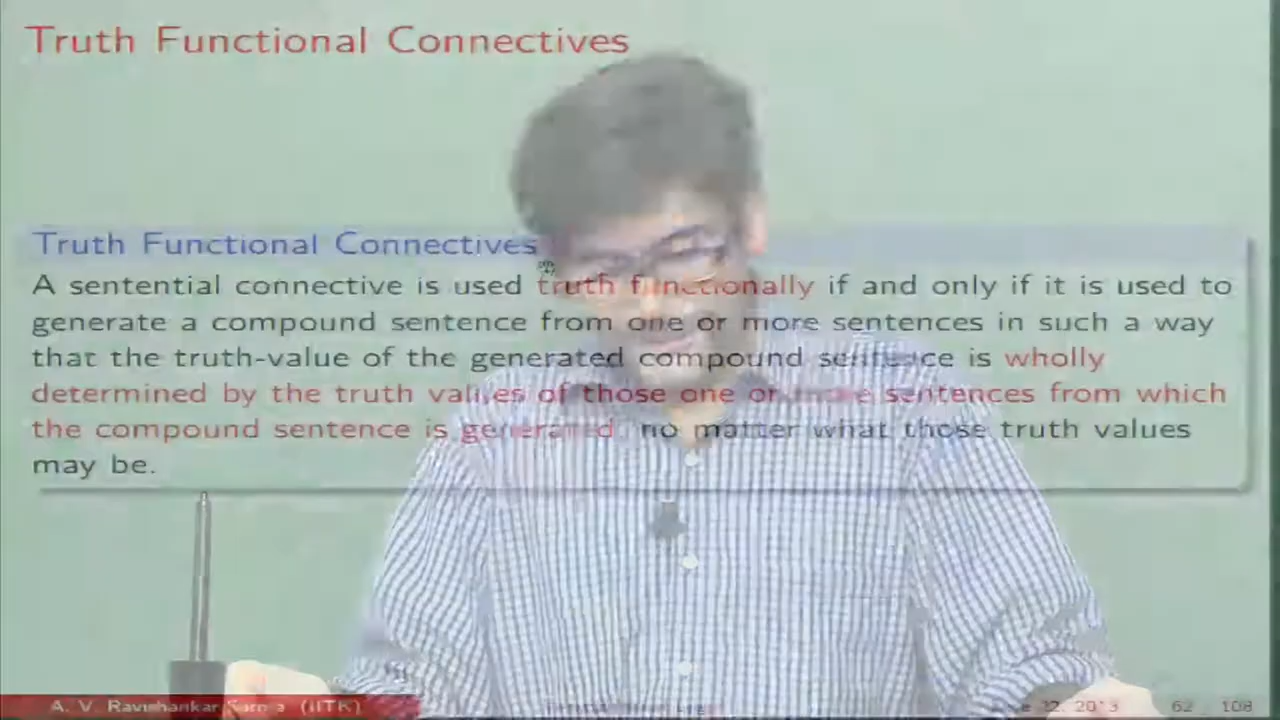 Truth Functional Connectives
Truth Functional Connectives
A sentential connective is used truth functionally if and only if it is used to
generate a compound sentence from one or more sentences in such a way
that the truth-value of the generated compound sentence is wholly
determined by the truth values of those one or more sentences from which
the compound sentence is generated, no matter what those truth values
may be.
A. V. Ravishankar Sarma (IITK)
2013
62 108